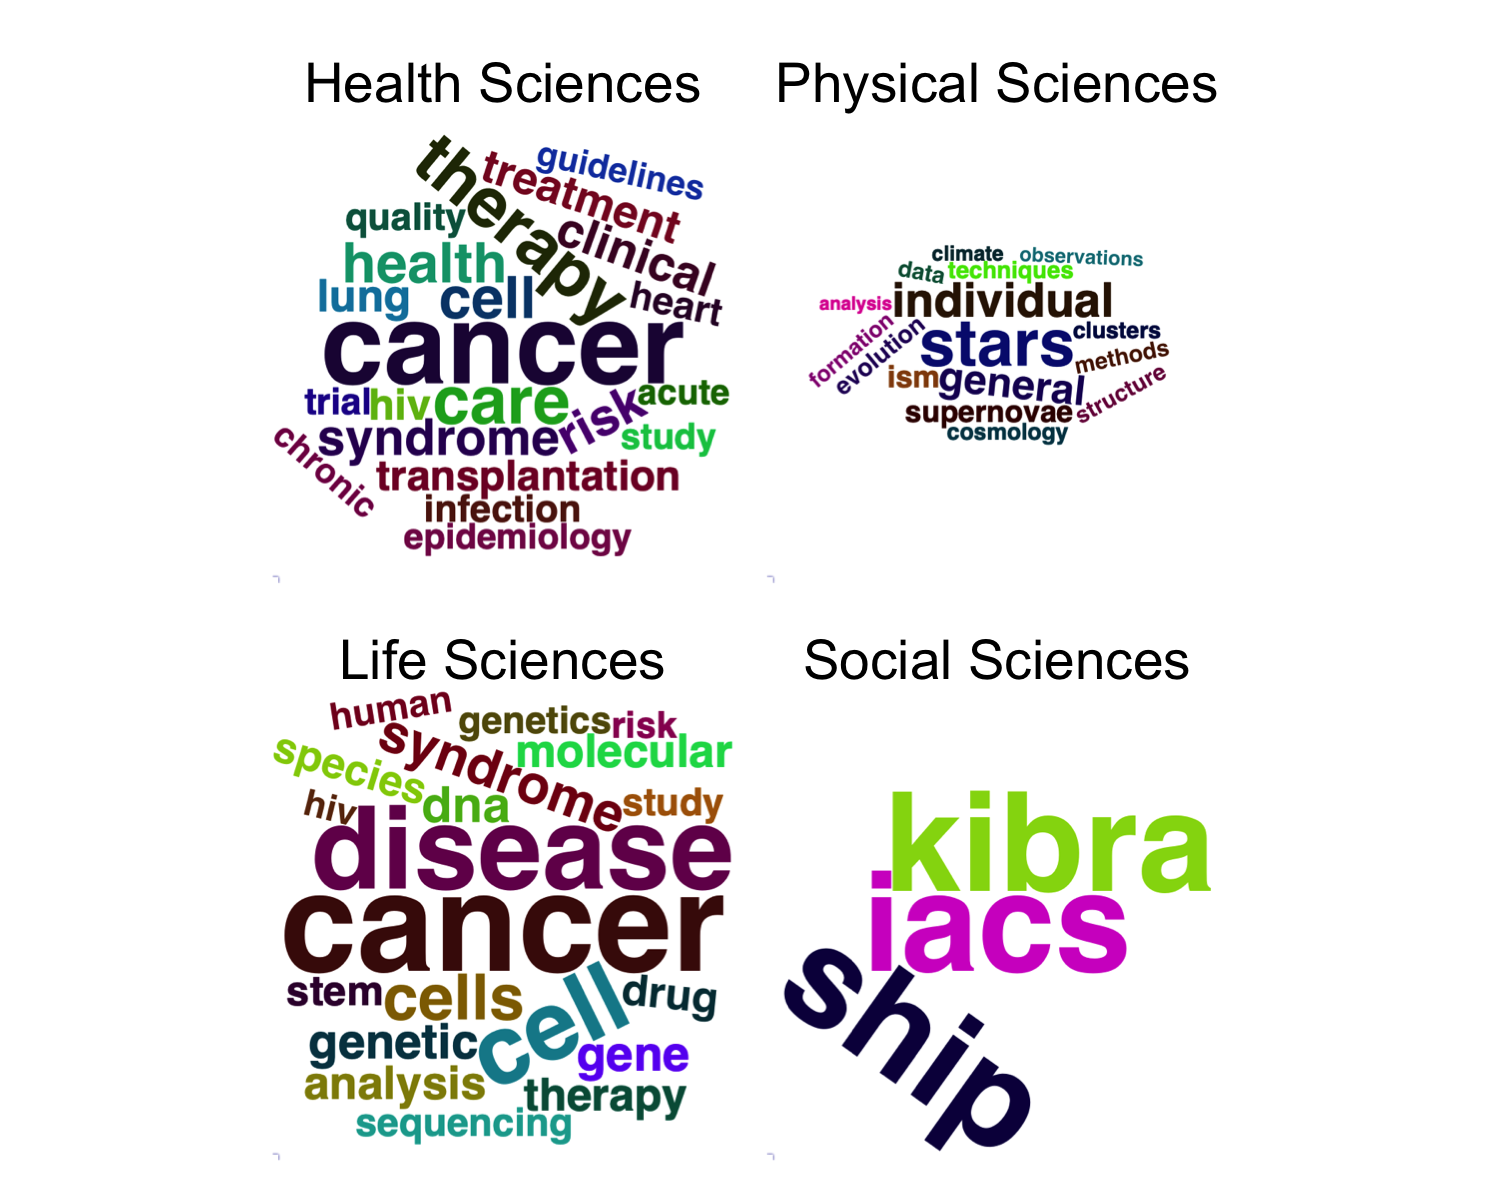 Health Sciences
therapy
treatment
guidelines
quality
clinical
health
lung
cell
heart
cancer
trial
hiv
care
risk
acute
syndrome
study
chronic
transplantation
infection
epidemiology
Physical Sciences
climate
observations
data
techniques
analysis
individual
formation
evolution
stars
clusters
methods
ism
general
structure
supernovae
cosmology
Life Sciences
human
genetics
risk
syndrome
molecular
species
hiv
dna
study
disease
cancer
stem
cells
cell
drug
genetic
gene
analysis
therapy
sequencing
Social Sciences
kibra
iacs
ship